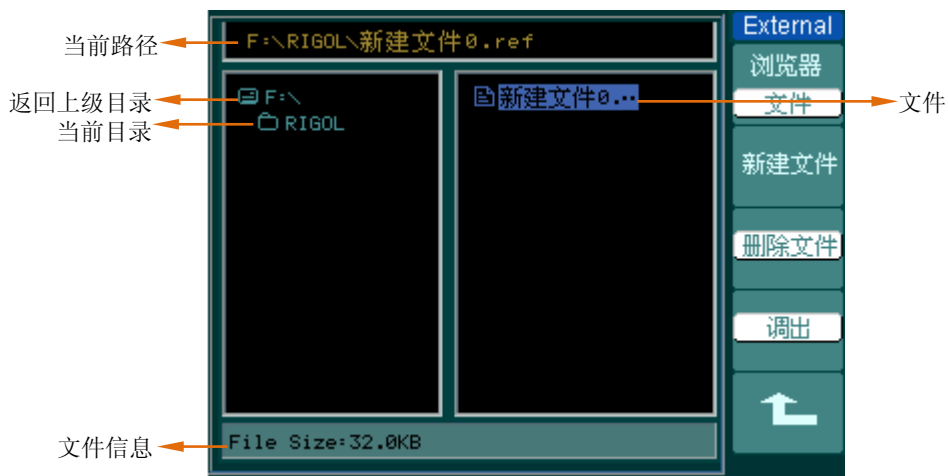 当前路径
F:\RIGOL\新建文件0.ref
External
浏览器
文件
返回上级目录
F:\
新建文件0.
文件
当前目录
RIGOL
新建文件
删除文件
调出
文件信息
File Size:32.0KB